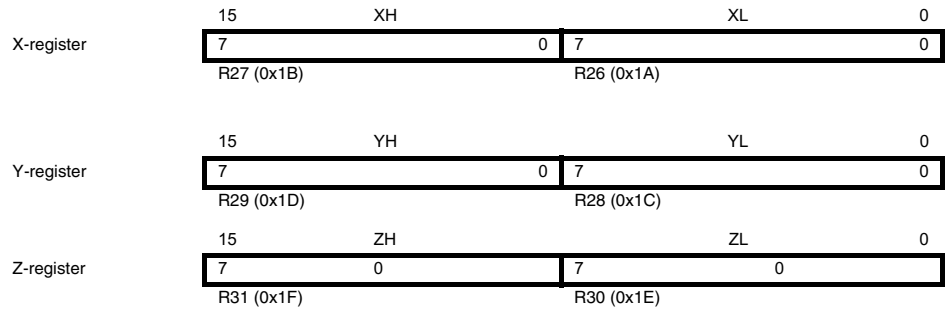 15 XH XL 0
X-register 7 0 7 0
R27 (0x1B) R26 (0x1A)
15 YH YL 0
Y-register 7 0 7 0
R29 (0x1D) R28 (0x1C)
15 ZH ZL 0
Z-register 7 0 7 0
R31 (0x1F) R30 (0x1E)